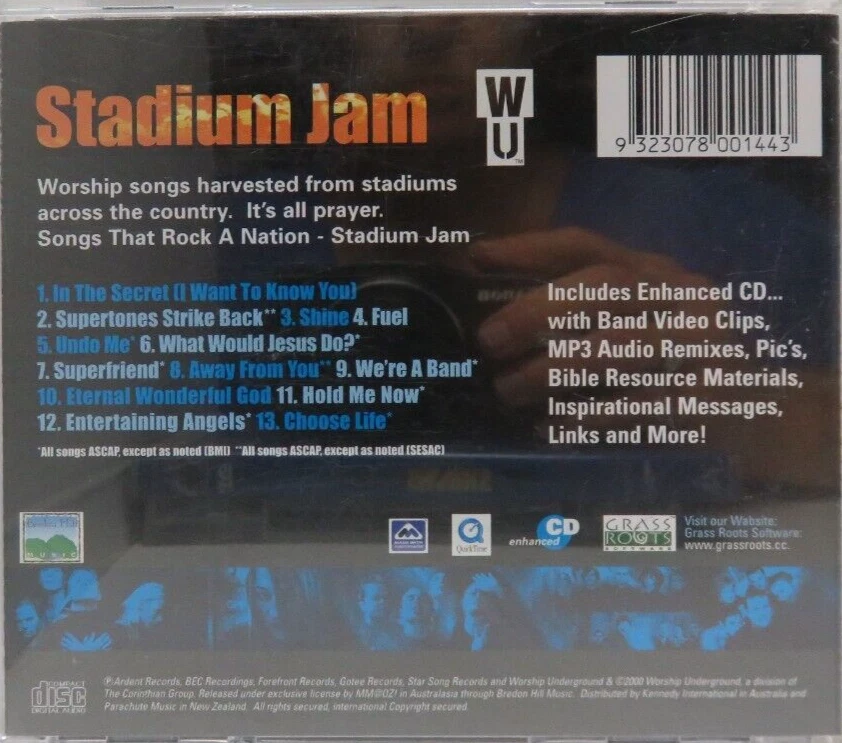 Stadium Jam
W
U
TM
9 323078 001443
Worship songs harvested from stadiums
across the country. It's all prayer.
Songs That Rock A Nation - Stadium Jam
1. In The Secret (I Want To Know You)
2. Supertones Strike Back** 3. Shine 4. Fuel
5. Undo Me* 6. What Would Jesus Do?*
7. Superfriend* 8. Away From You** 9. We're A Band*
10. Eternal Wonderful God 11. Hold Me Now*
12. Entertaining Angels* 13. Choose Life*
*All songs ASCAP, except as noted (BMI) **All songs ASCAP, except as noted (SESAC)
Includes Enhanced CD...
with Band Video Clips,
MP3 Audio Remixes, Pic's,
Bible Resource Materials,
Inspirational Messages,
Links and More!
MUSIC
QuickTime
enhanced CD
GRASS
ROOTS
SOFTWARE
Visit our Wabsite:
Grass Roots Software:
www.grassroots.cc.
COMPACT
disc
DIGITAL AUDIO
℗Ardent Records, BEC Recordings, Forefront Records, Gotee Records, Star Song Records and Worship Underground & ©2000 Worship Underground, a division of
The Corinthian Group. Released under exclusive license by MM@OZ! in Australasia through Bredon Hill Music. Distributed by Kennedy International in Australia and
Parachute Music in New Zealand. All rights secured, international Copyright secured.